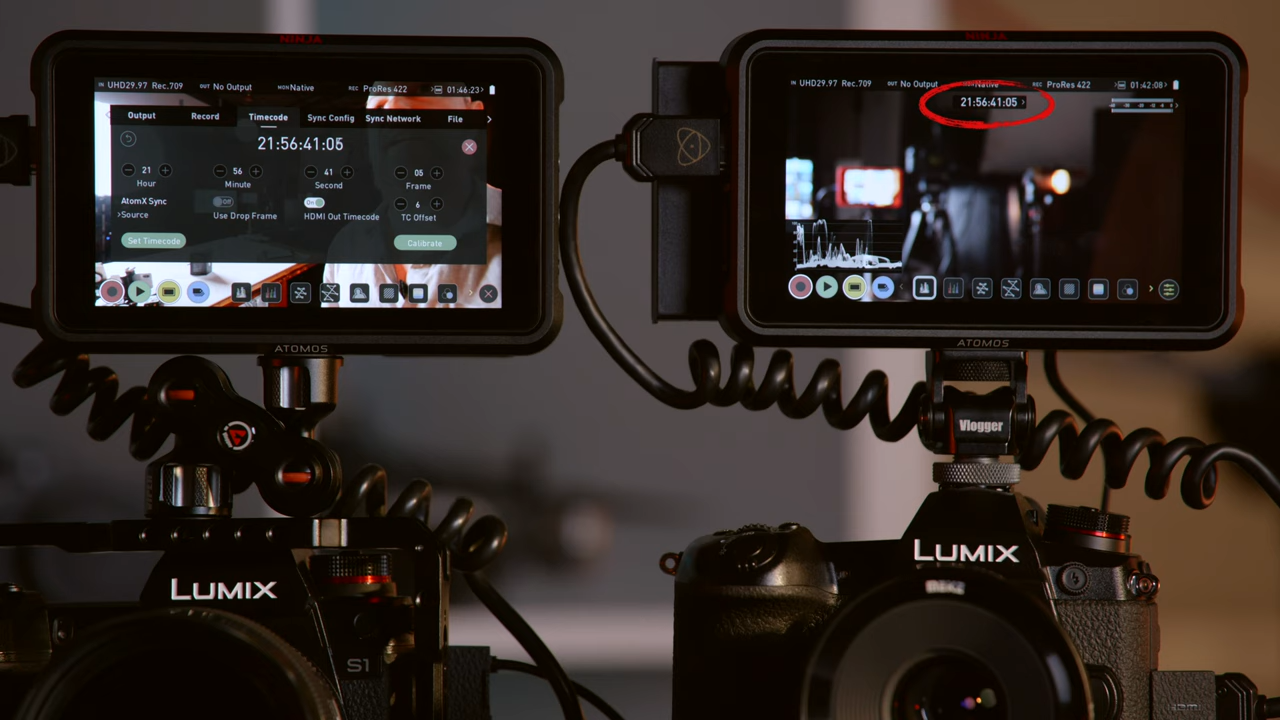 NINJA
IN UHD29.97 Rec.709 OUT No Output MON Native REC ProRes 422 01:46:23
Output Record Timecode Sync Config Sync Network File
21:56:41:05
21 56 41 05
Hour Minute Second Frame
AtomX Sync Off On 6
Source Use Drop Frame HDMI Out Timecode TC Offset
Set Timecode Calibrate
ATOMOS
LUMIX
S1
NINJA
IN UHD29.97 Rec.709 OUT No Output Native REC ProRes 422 01:42:08
21:56:41:05
ATOMOS
Vlogger
LUMIX
HDMI